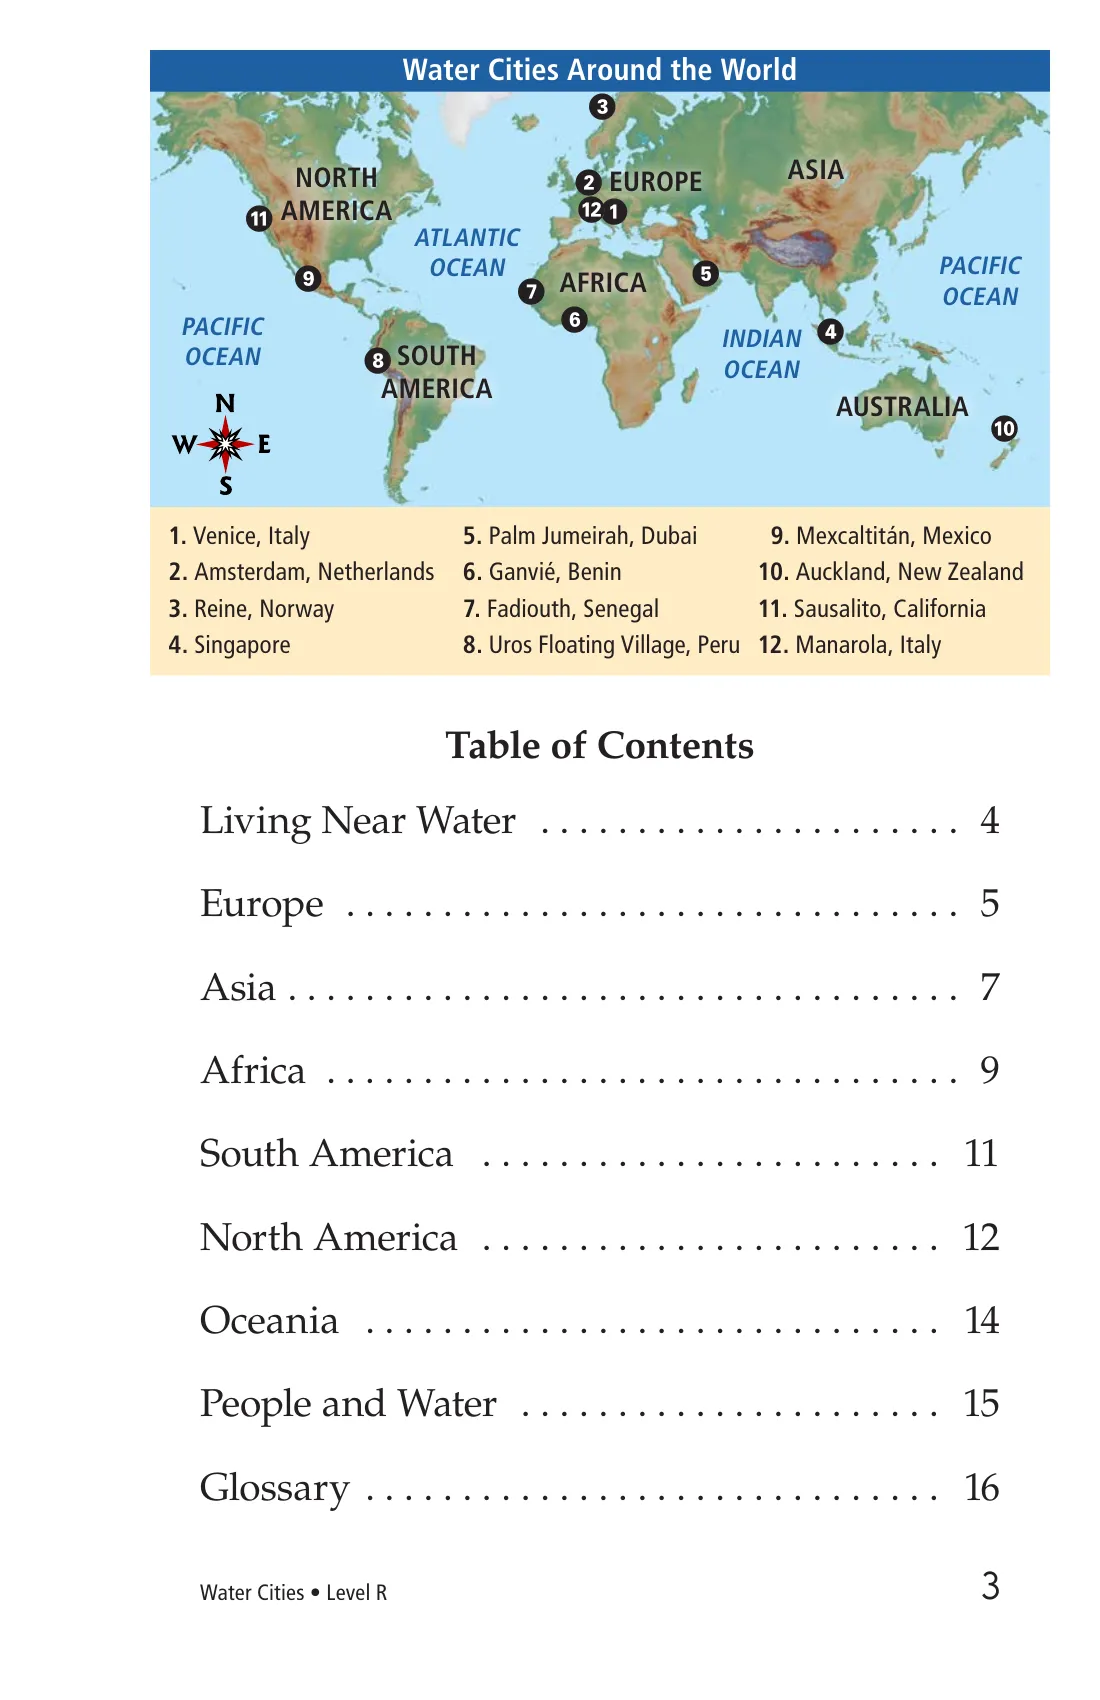 Water Cities Around the World
3
NORTH
AMERICA
2
EUROPE
ASIA
11
12
1
ATLANTIC
OCEAN
9
7
AFRICA
5
PACIFIC
OCEAN
6
PACIFIC
OCEAN
8
SOUTH
AMERICA
INDIAN
OCEAN
4
AUSTRALIA
10
N
W
E
S
1. Venice, Italy
2. Amsterdam, Netherlands
3. Reine, Norway
4. Singapore
5. Palm Jumeirah, Dubai
6. Ganvié, Benin
7. Fadiouth, Senegal
8. Uros Floating Village, Peru
9. Mexcaltitán, Mexico
10. Auckland, New Zealand
11. Sausalito, California
12. Manarola, Italy
Table of Contents
Living Near Water . . . . . . . . . . . . . . . . . . . . . . 4
Europe . . . . . . . . . . . . . . . . . . . . . . . . . . . . . . . . 5
Asia . . . . . . . . . . . . . . . . . . . . . . . . . . . . . . . . . . . 7
Africa . . . . . . . . . . . . . . . . . . . . . . . . . . . . . . . . . 9
South America . . . . . . . . . . . . . . . . . . . . . . . . 11
North America . . . . . . . . . . . . . . . . . . . . . . . . 12
Oceania . . . . . . . . . . . . . . . . . . . . . . . . . . . . . . 14
People and Water . . . . . . . . . . . . . . . . . . . . . . 15
Glossary . . . . . . . . . . . . . . . . . . . . . . . . . . . . . . 16
Water Cities • Level R
3